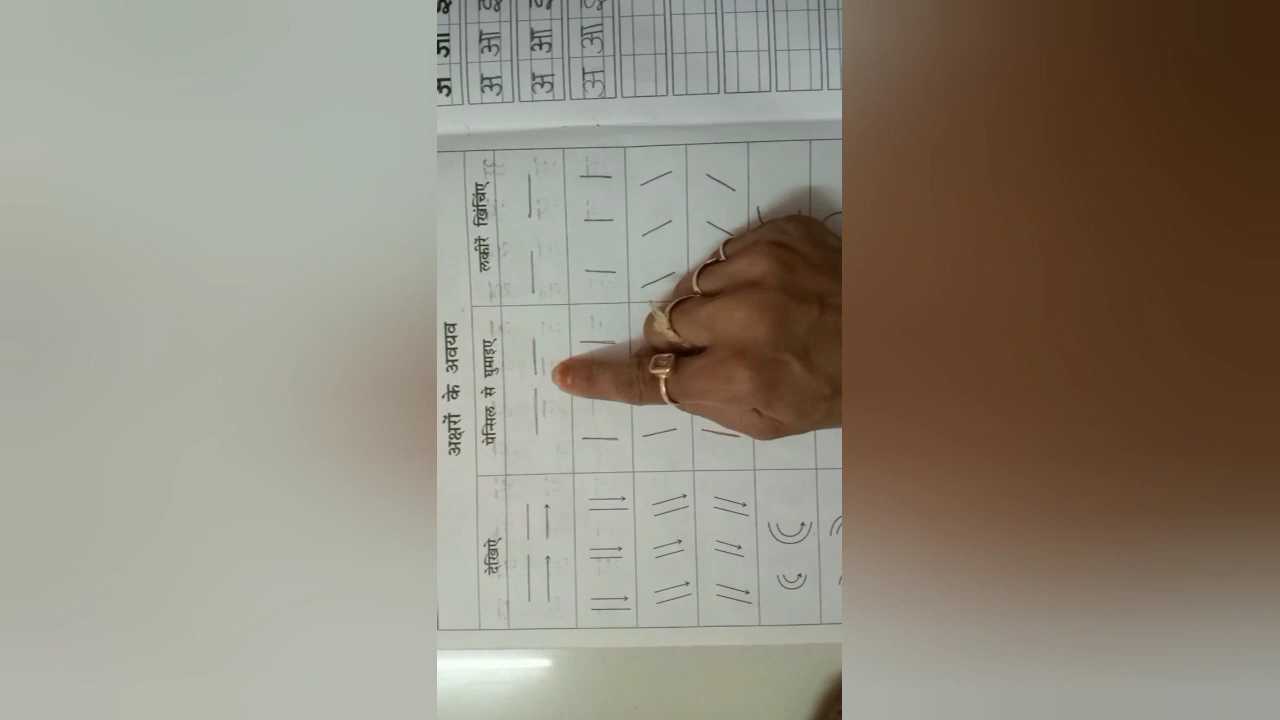 अ आ इ
अ आ इ
अ आ इ
अ आ इ
अक्षरों के अवयव
देखिऐ पेन्सिल से घुमाइए लकीरें खिंचिंए